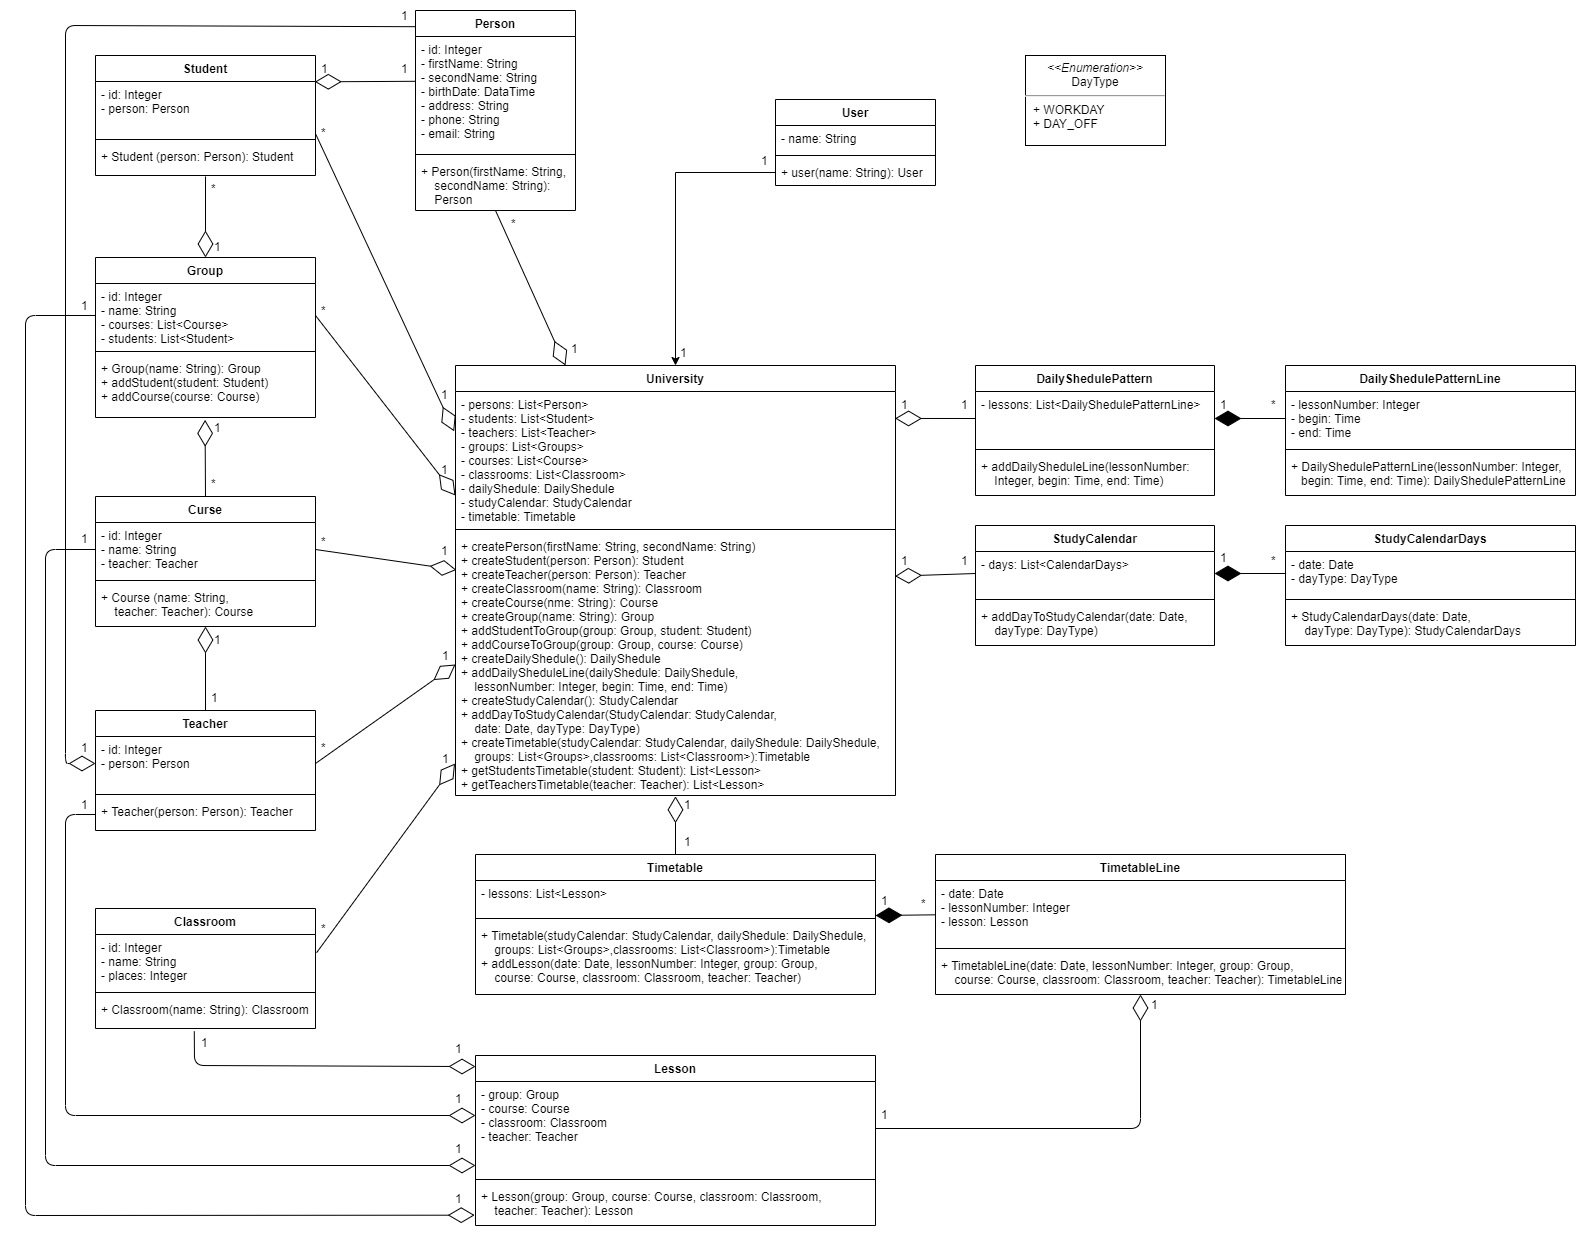 Person
- id: Integer
- firstName: String
- secondName: String
- birthDate: DataTime
- address: String
- phone: String
- email: String
+ Person(firstName: String,
secondName: String):
Person
1
Student
- id: Integer
- person: Person
+ Student (person: Person): Student
1
1
*
*
*
<<Enumeration>>
DayType
+ WORKDAY
+ DAY_OFF
User
- name: String
+ user(name: String): User
1
1
1
1
Group
- id: Integer
- name: String
- courses: List<Course>
- students: List<Student>
+ Group(name: String): Group
+ addStudent(student: Student)
+ addCourse(course: Course)
1
*
1
*
University
- persons: List<Person>
- students: List<Student>
- teachers: List<Teacher>
- groups: List<Groups>
- courses: List<Course>
- classrooms: List<Classroom>
- dailyShedule: DailyShedule
- studyCalendar: StudyCalendar
- timetable: Timetable
+ createPerson(firstName: String, secondName: String)
+ createStudent(person: Person): Student
+ createTeacher(person: Person): Teacher
+ createClassroom(name: String): Classroom
+ createCourse(nme: String): Course
+ createGroup(name: String): Group
+ addStudentToGroup(group: Group, student: Student)
+ addCourseToGroup(group: Group, course: Course)
+ createDailyShedule(): DailyShedule
+ addDailySheduleLine(dailyShedule: DailyShedule,
lessonNumber: Integer, begin: Time, end: Time)
+ createStudyCalendar(): StudyCalendar
+ addDayToStudyCalendar(StudyCalendar: StudyCalendar,
date: Date, dayType: DayType)
+ createTimetable(studyCalendar: StudyCalendar, dailyShedule: DailyShedule,
groups: List<Groups>,classrooms: List<Classroom>):Timetable
+ getStudentsTimetable(student: Student): List<Lesson>
+ getTeachersTimetable(teacher: Teacher): List<Lesson>
1
1
1
1
1
1
1
1
DailyShedulePattern
- lessons: List<DailyShedulePatternLine>
+ addDailySheduleLine(lessonNumber:
Integer, begin: Time, end: Time)
1
1
*
DailyShedulePatternLine
- lessonNumber: Integer
- begin: Time
- end: Time
+ DailyShedulePatternLine(lessonNumber: Integer,
begin: Time, end: Time): DailyShedulePatternLine
StudyCalendar
- days: List<CalendarDays>
+ addDayToStudyCalendar(date: Date,
dayType: DayType)
1
1
*
StudyCalendarDays
- date: Date
- dayType: DayType
+ StudyCalendarDays(date: Date,
dayType: DayType): StudyCalendarDays
Curse
- id: Integer
- name: String
- teacher: Teacher
+ Course (name: String,
teacher: Teacher): Course
1
*
1
1
Teacher
- id: Integer
- person: Person
+ Teacher(person: Person): Teacher
1
1
*
Classroom
- id: Integer
- name: String
- places: Integer
+ Classroom(name: String): Classroom
*
1
Timetable
- lessons: List<Lesson>
+ Timetable(studyCalendar: StudyCalendar, dailyShedule: DailyShedule,
groups: List<Groups>,classrooms: List<Classroom>):Timetable
+ addLesson(date: Date, lessonNumber: Integer, group: Group,
course: Course, classroom: Classroom, teacher: Teacher)
1
1
*
TimetableLine
- date: Date
- lessonNumber: Integer
- lesson: Lesson
+ TimetableLine(date: Date, lessonNumber: Integer, group: Group,
course: Course, classroom: Classroom, teacher: Teacher): TimetableLine
1
Lesson
- group: Group
- course: Course
- classroom: Classroom
- teacher: Teacher
+ Lesson(group: Group, course: Course, classroom: Classroom,
teacher: Teacher): Lesson
1
1
1
1
1